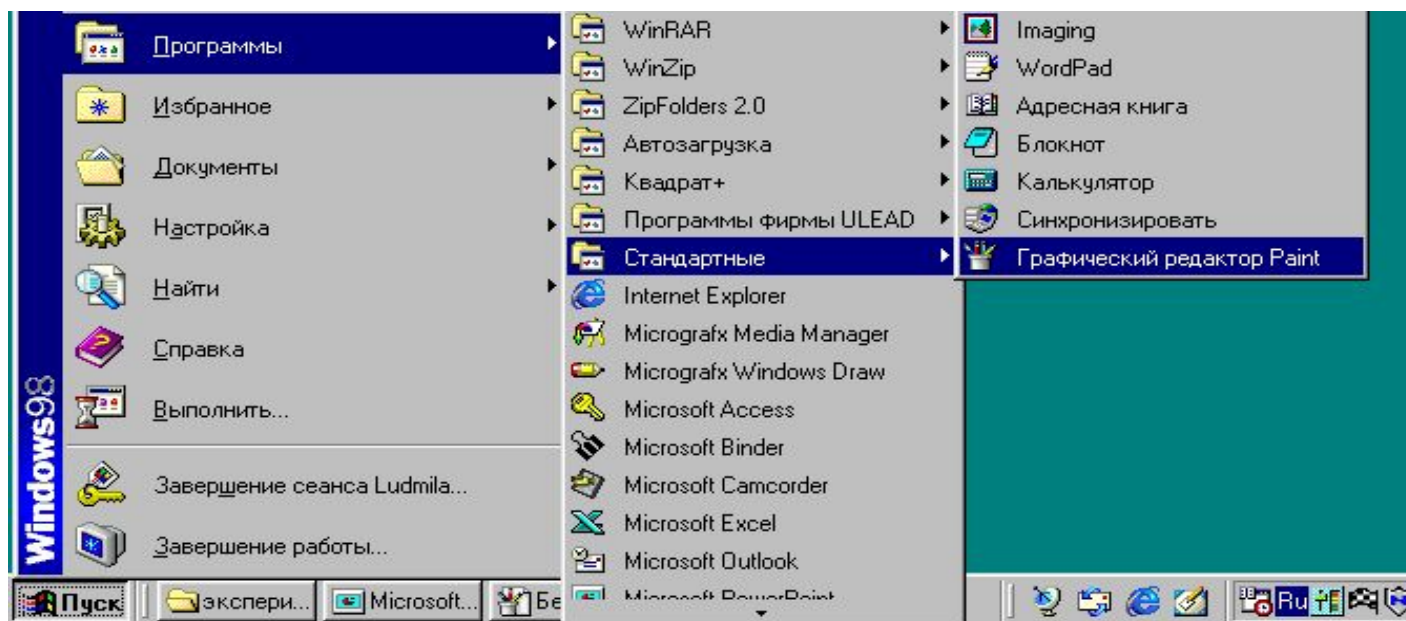 Windows98
Программы
Избранное
Документы
Настройка
Найти
Справка
Выполнить...
Завершение сеанса Ludmila...
Завершение работы...
WinRAR
WinZip
ZipFolders 2.0
Автозагрузка
Квадрат+
Программы фирмы ULEAD
Стандартные
Internet Explorer
Micrografx Media Manager
Micrografx Windows Draw
Microsoft Access
Microsoft Binder
Microsoft Camcorder
Microsoft Excel
Microsoft Outlook
Microsoft PowerPoint
Imaging
WordPad
Адресная книга
Блокнот
Калькулятор
Синхронизировать
Графический редактор Paint
Пуск
экспери...
Microsoft...
Бе
Ru